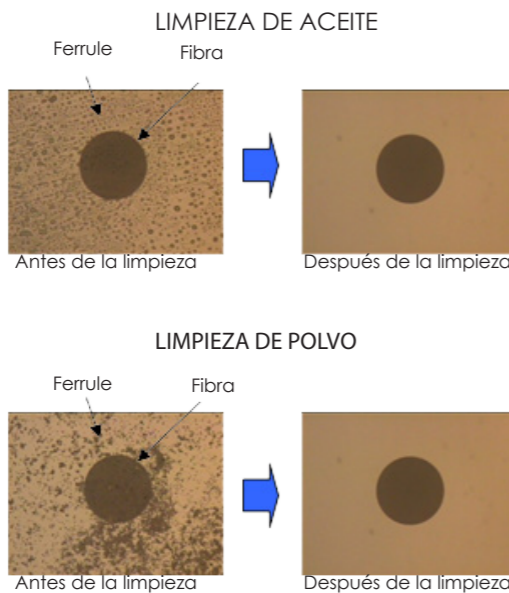 LIMPIEZA DE ACEITE
Ferrule Fibra
Antes de la limpieza Después de la limpieza
LIMPIEZA DE POLVO
Ferrule Fibra
Antes de la limpieza Después de la limpieza